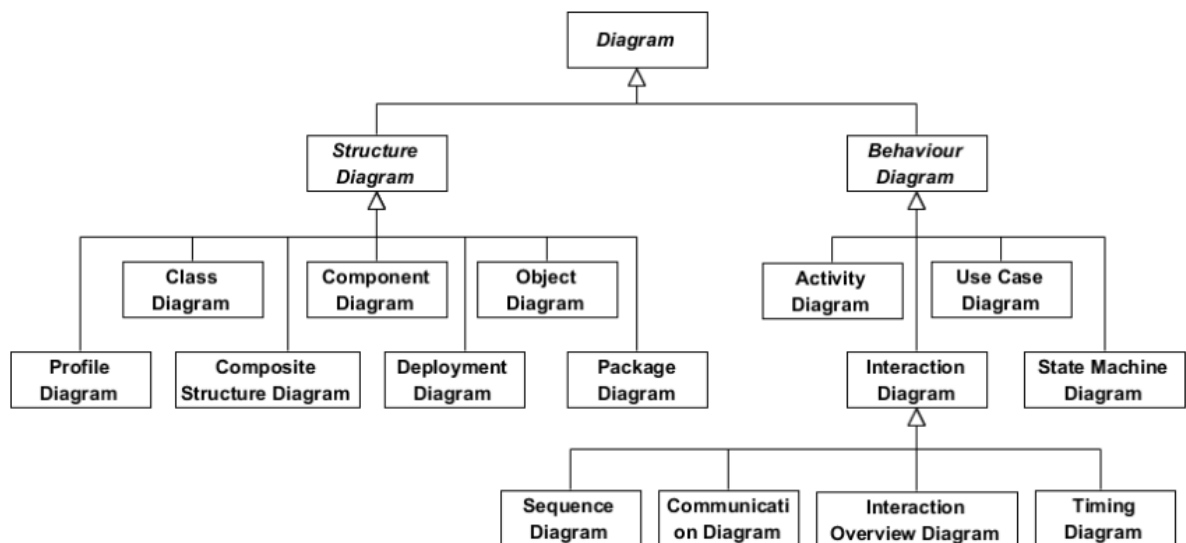 Diagram
Structure
Diagram
Behaviour
Diagram
Class
Diagram
Component
Diagram
Object
Diagram
Activity
Diagram
Use Case
Diagram
Profile
Diagram
Composite
Structure Diagram
Deployment
Diagram
Package
Diagram
Interaction
Diagram
State Machine
Diagram
Sequence
Diagram
Communicati
on Diagram
Interaction
Overview Diagram
Timing
Diagram